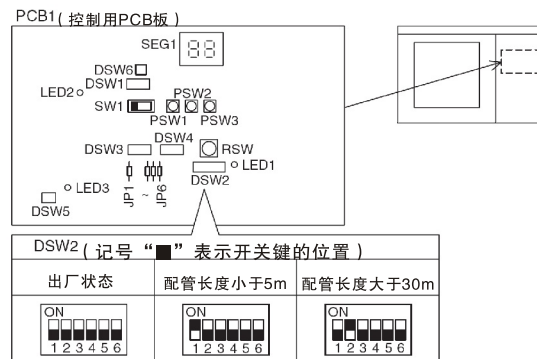 PCB1 ( 控制用PCB板 )
SEG1
DSW6
DSW1
LED2
SW1
PSW2
PSW1 PSW3
DSW3 DSW4 RSW
LED1
DSW2
JP1 ~ JP6
LED3
DSW5
DSW2 ( 记号 “■” 表示开关键的位置 )
出厂状态 配管长度小于5m 配管长度大于30m
ON ON ON
1 2 3 4 5 6 1 2 3 4 5 6 1 2 3 4 5 6